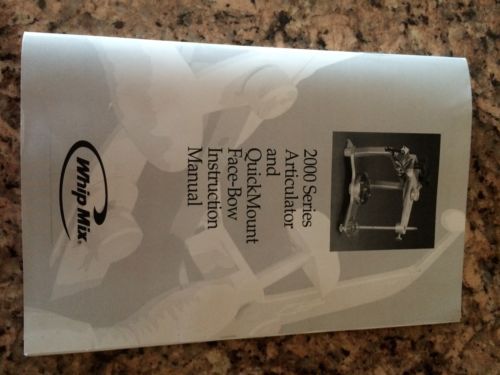 2000 Series
Articulator
and
QuickMount
Face-Bow
Instruction
Manual
Whip Mix®